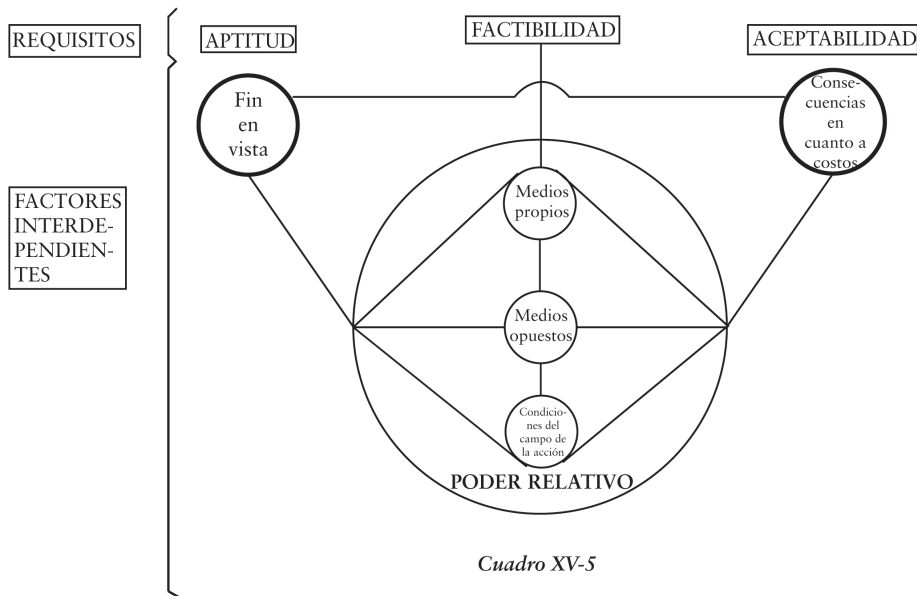 REQUISITOS
APTITUD
FACTIBILIDAD
ACEPTABILIDAD
Fin
en
vista
Conse-
cuencias
en
cuanto a
costos
FACTORES
INTERDE-
PENDIEN-
TES
Medios
propios
Medios
opuestos
Condicio-
nes del
campo de
la acción
PODER RELATIVO
Cuadro XV-5